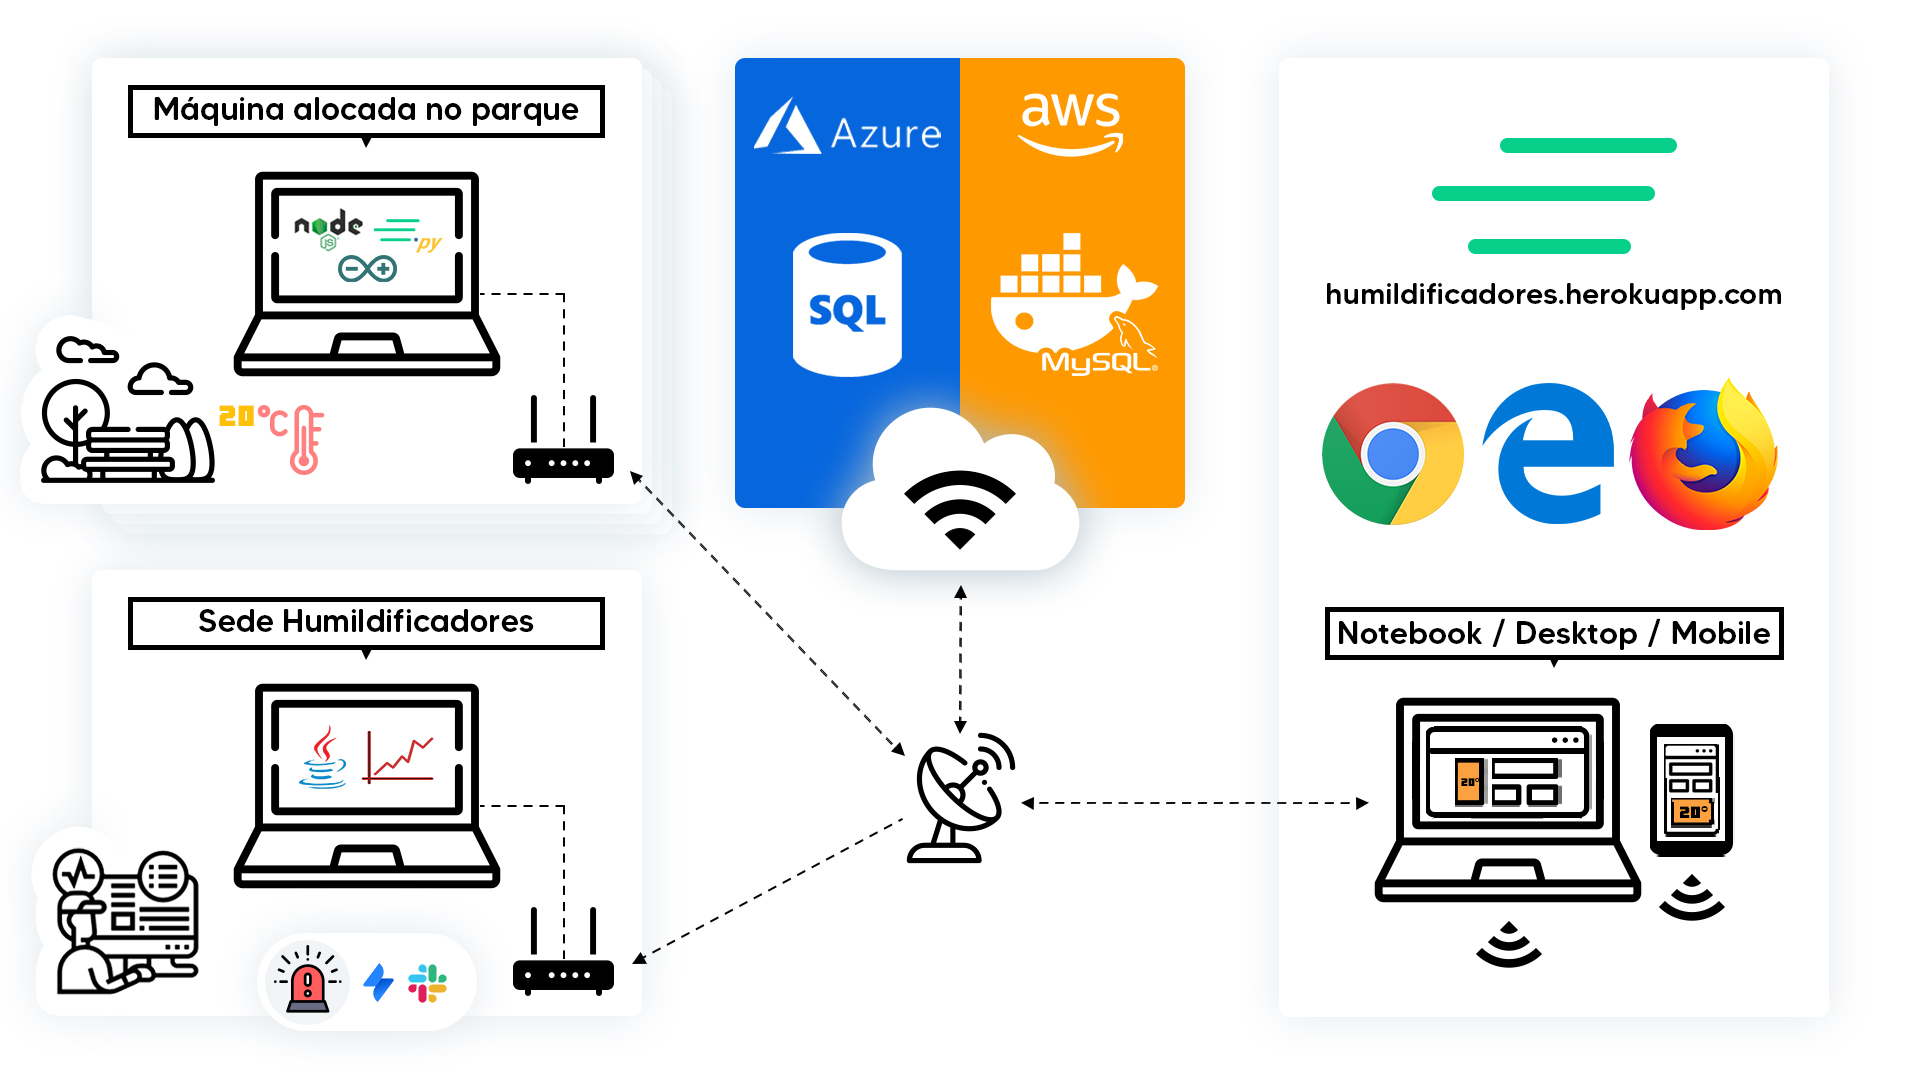 Máquina alocada no parque
node
JS
.py
20°C
Sede Humildificadores
Azure
SQL
aws
MySQL®
humildificadores.herokuapp.com
Notebook / Desktop / Mobile
20°
20°